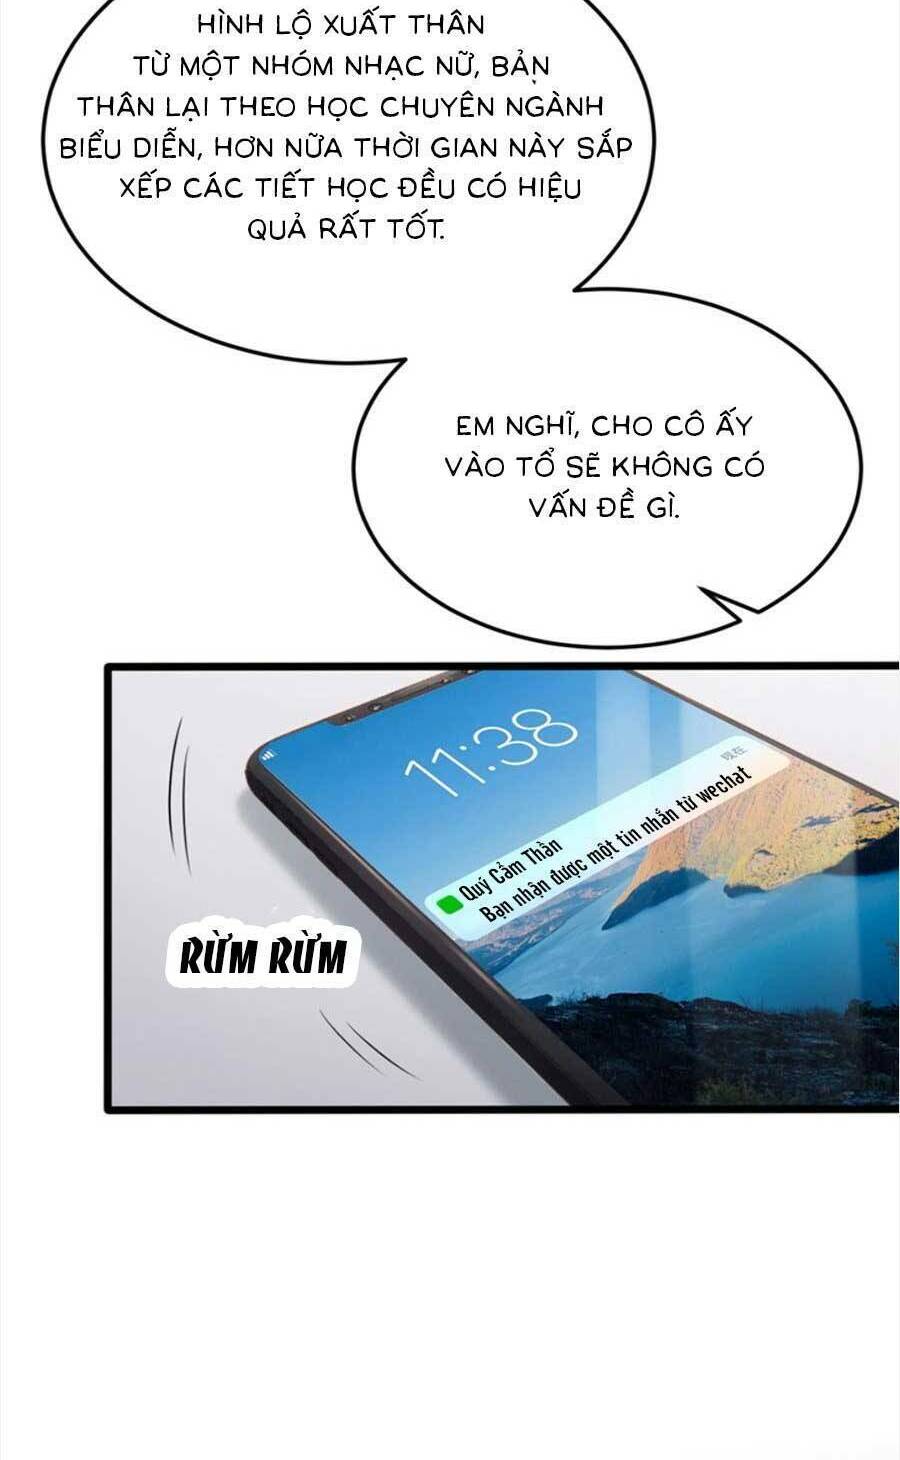 HÌNH LỘ XUẤT THÂN
TỪ MỘT NHÓM NHẠC NỮ, BẢN
THÂN LẠI THEO HỌC CHUYÊN NGÀNH
BIỂU DIỄN, HƠN NỮA THỜI GIAN NÀY SẮP
XẾP CÁC TIẾT HỌC ĐỀU CÓ HIỆU
QUẢ RẤT TỐT.
EM NGHĨ, CHO CÔ ẤY
VÀO TỔ SẼ KHÔNG CÓ
VẤN ĐỀ GÌ.
11:38
现在
Quý Cẩm Thần
Bạn nhận được một tin nhắn từ wechat
RỪM RỪM